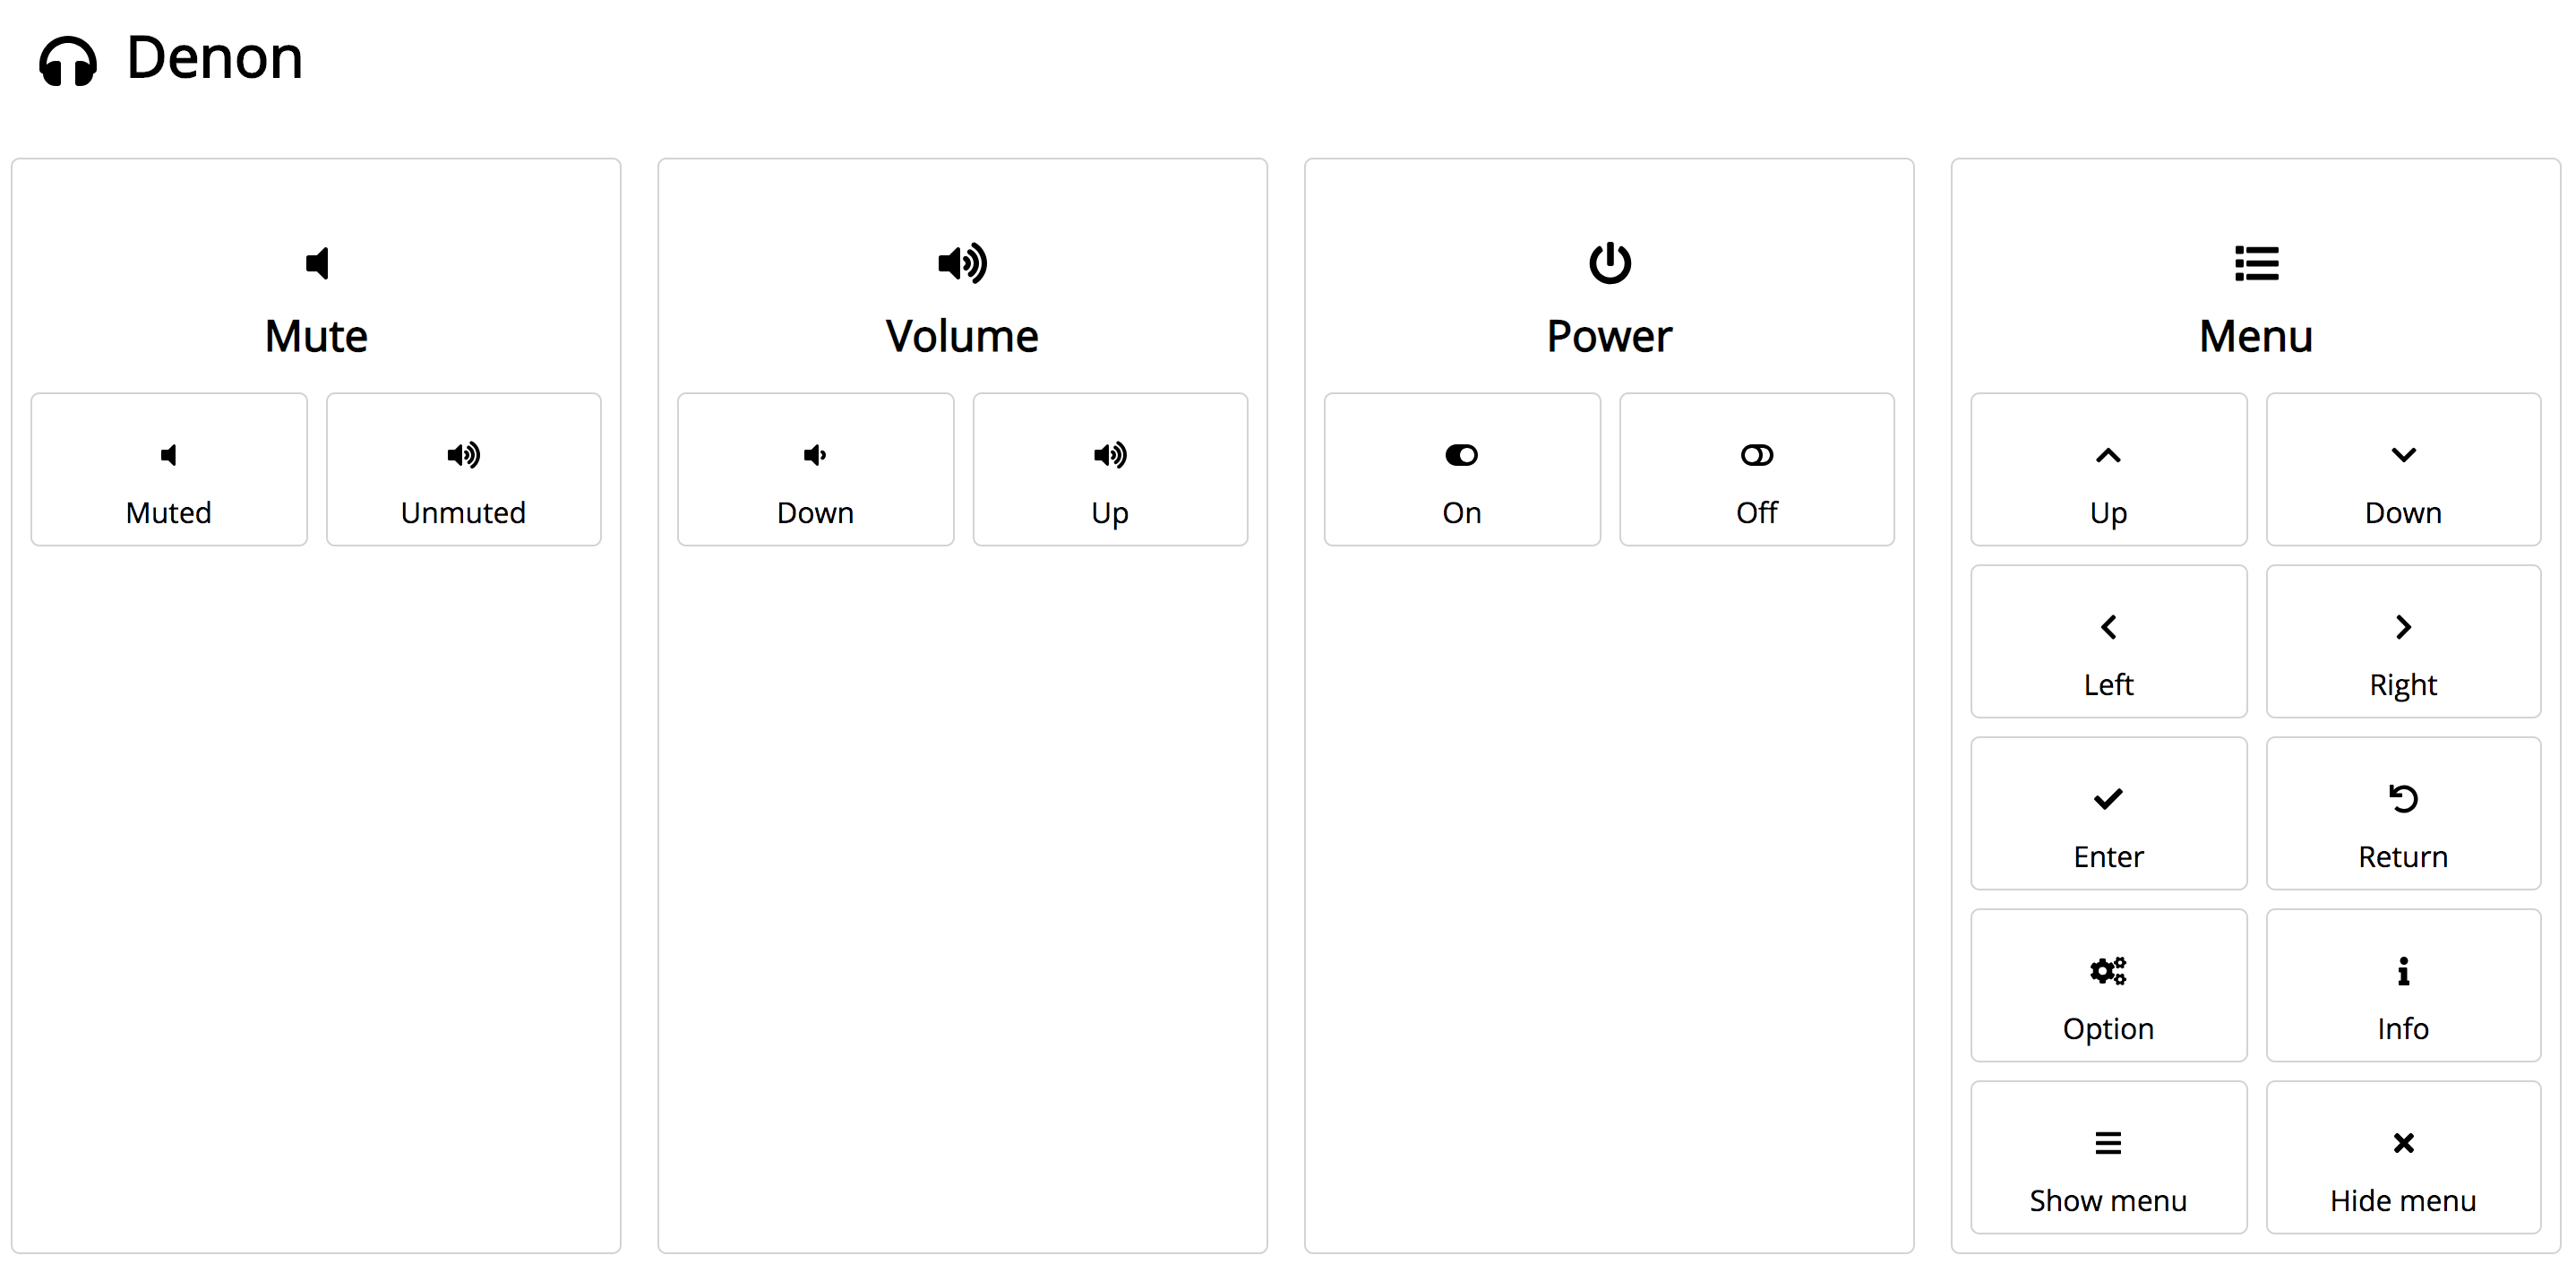 Denon
Mute
Muted
Unmuted
Volume
Down
Up
Power
On
Off
Menu
Up
Down
Left
Right
Enter
Return
Option
Info
Show menu
Hide menu